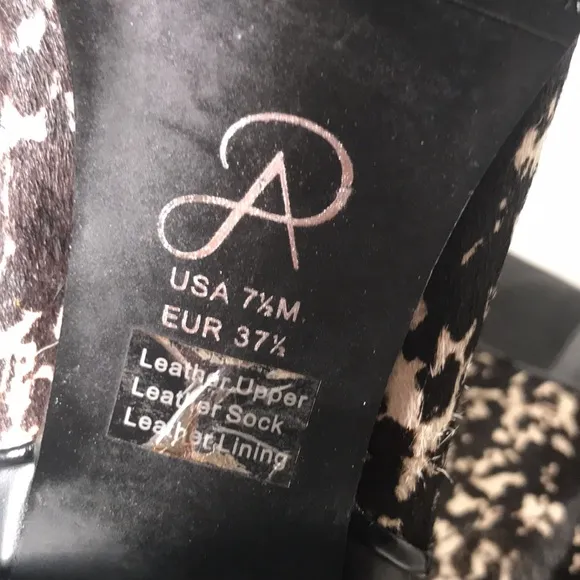 USA 7½M
EUR 37½
Leather Upper
Leather Sock
Leather Lining